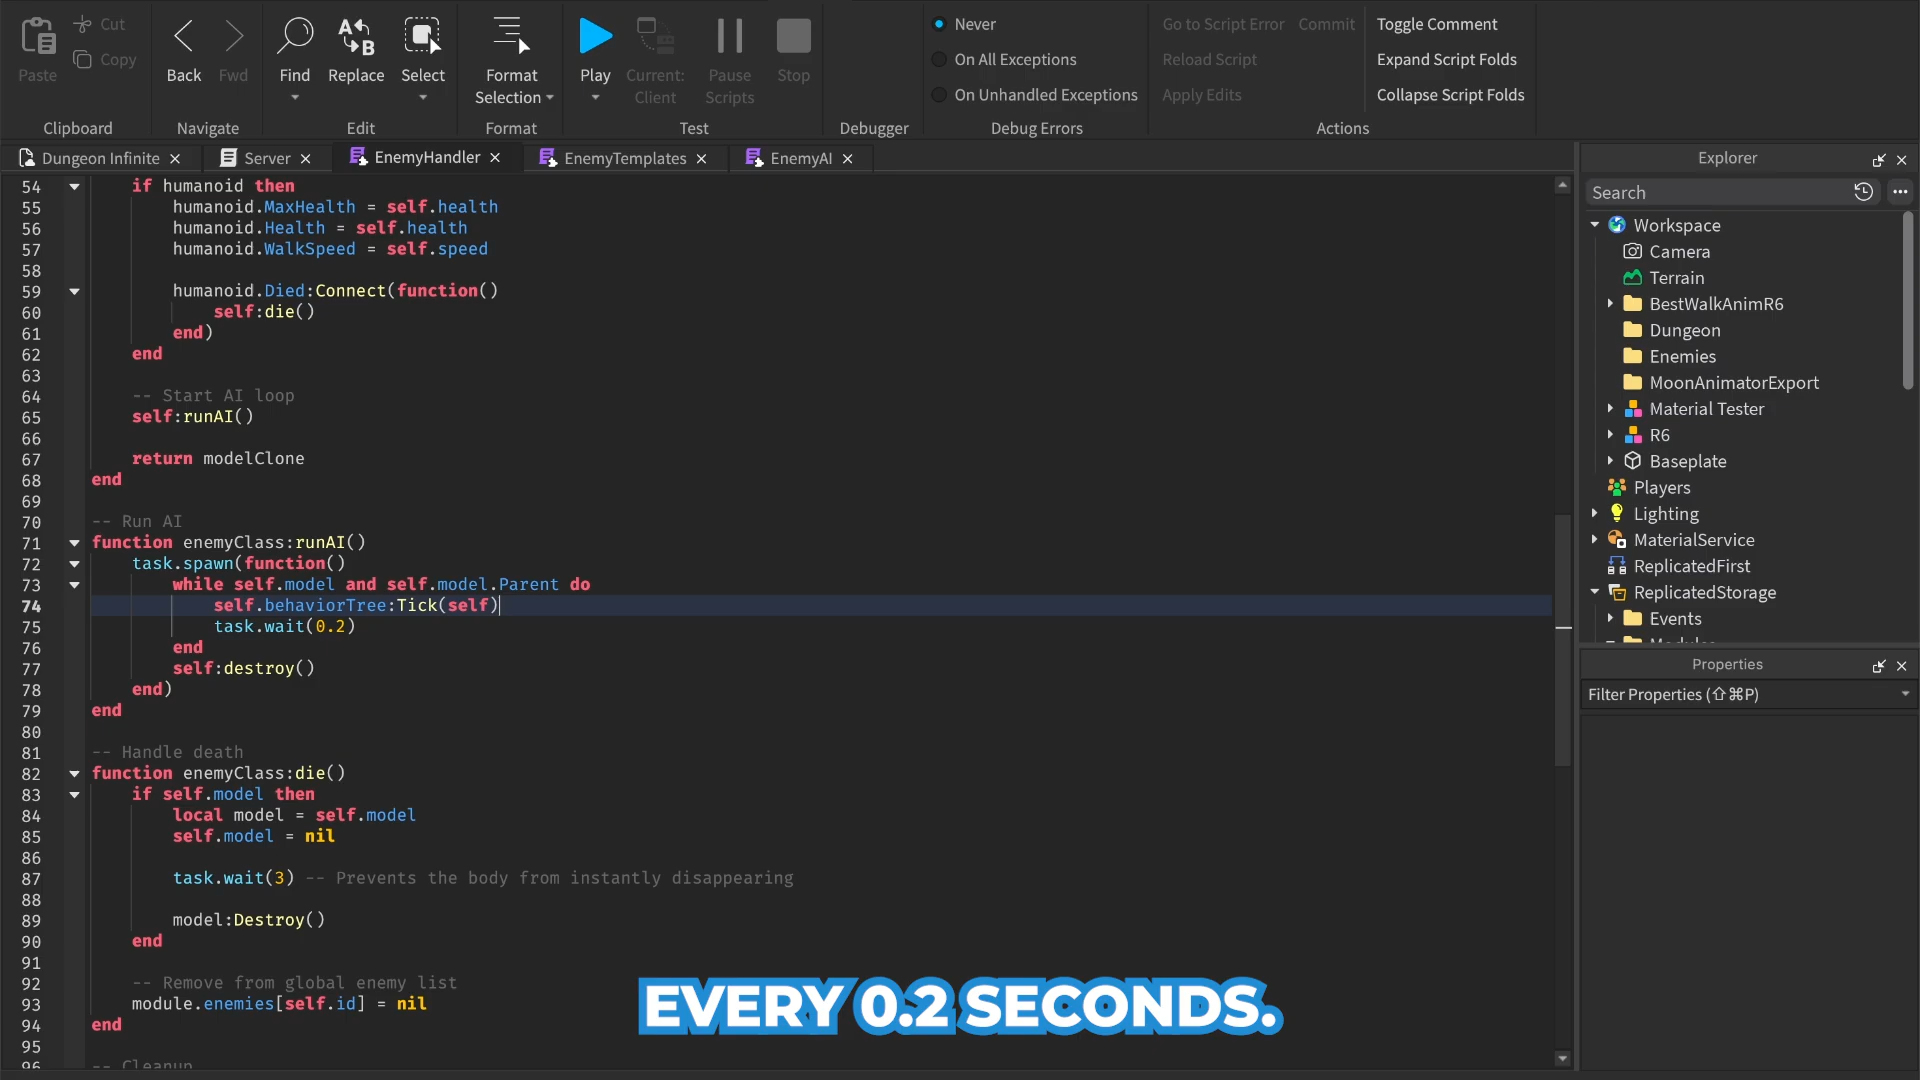 Paste
Cut
Copy
Clipboard
Back
Fwd
Navigate
Find
Replace
Select
Edit
Format
Selection
Format
Play
Current:
Client
Pause
Scripts
Stop
Test
Debugger
Never
On All Exceptions
On Unhandled Exceptions
Debug Errors
Go to Script Error
Commit
Reload Script
Apply Edits
Toggle Comment
Expand Script Folds
Collapse Script Folds
Actions
Dungeon Infinite
Server
EnemyHandler
EnemyTemplates
EnemyAI
54 if humanoid then
55 humanoid.MaxHealth = self.health
56 humanoid.Health = self.health
57 humanoid.WalkSpeed = self.speed
58
59 humanoid.Died:Connect(function()
60 self:die()
61 end)
62 end
63
64 -- Start AI loop
65 self:runAI()
66
67 return modelClone
68 end
69
70 -- Run AI
71 function enemyClass:runAI()
72 task.spawn(function()
73 while self.model and self.model.Parent do
74 self.behaviorTree:Tick(self)
75 task.wait(0.2)
76 end
77 self:destroy()
78 end)
79 end
80
81 -- Handle death
82 function enemyClass:die()
83 if self.model then
84 local model = self.model
85 self.model = nil
86
87 task.wait(3) -- Prevents the body from instantly disappearing
88
89 model:Destroy()
90 end
91
92 -- Remove from global enemy list
93 module.enemies[self.id] = nil
94 end
95
96 -- Cleanup
EVERY 0.2 SECONDS.
Explorer
Search
Workspace
Camera
Terrain
BestWalkAnimR6
Dungeon
Enemies
MoonAnimatorExport
Material Tester
R6
Baseplate
Players
Lighting
MaterialService
ReplicatedFirst
ReplicatedStorage
Events
Modules
Properties
Filter Properties (⇧⌘P)